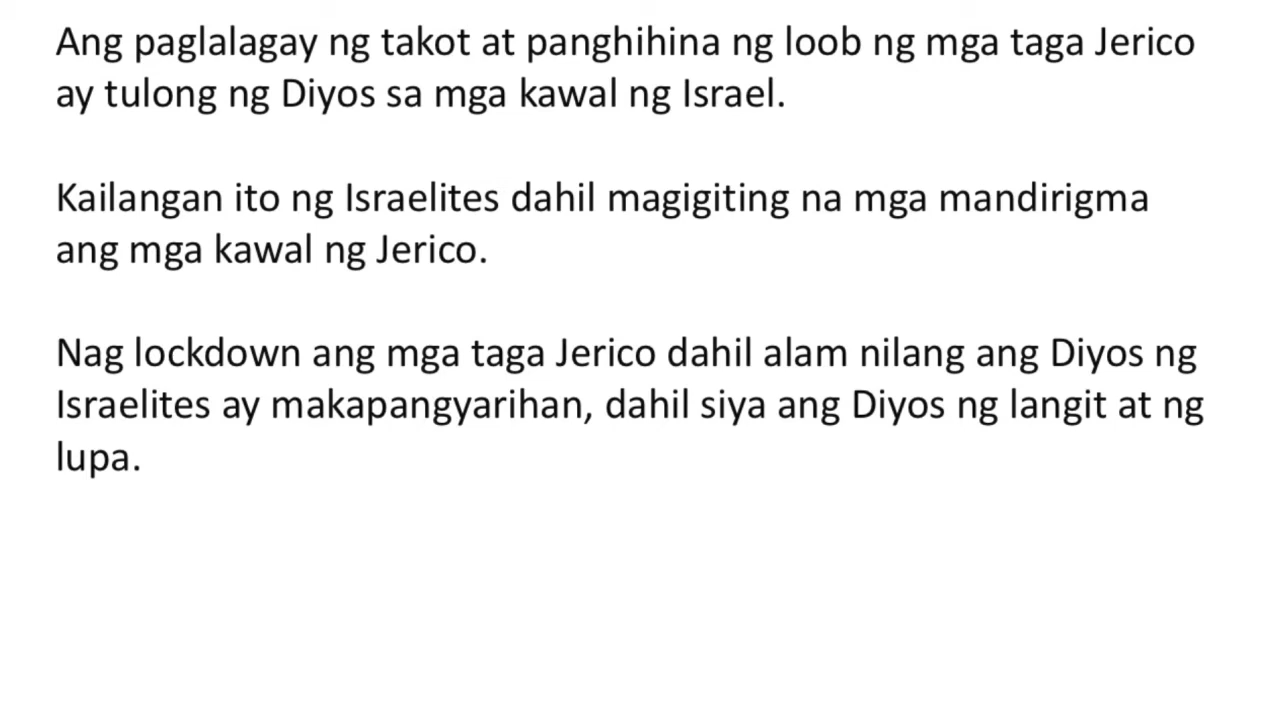 Ang paglalagay ng takot at panghihina ng loob ng mga taga Jerico
ay tulong ng Diyos sa mga kawal ng Israel.
Kailangan ito ng Israelites dahil magigiting na mga mandirigma
ang mga kawal ng Jerico.
Nag lockdown ang mga taga Jerico dahil alam nilang ang Diyos ng
Israelites ay makapangyarihan, dahil siya ang Diyos ng langit at ng
lupa.